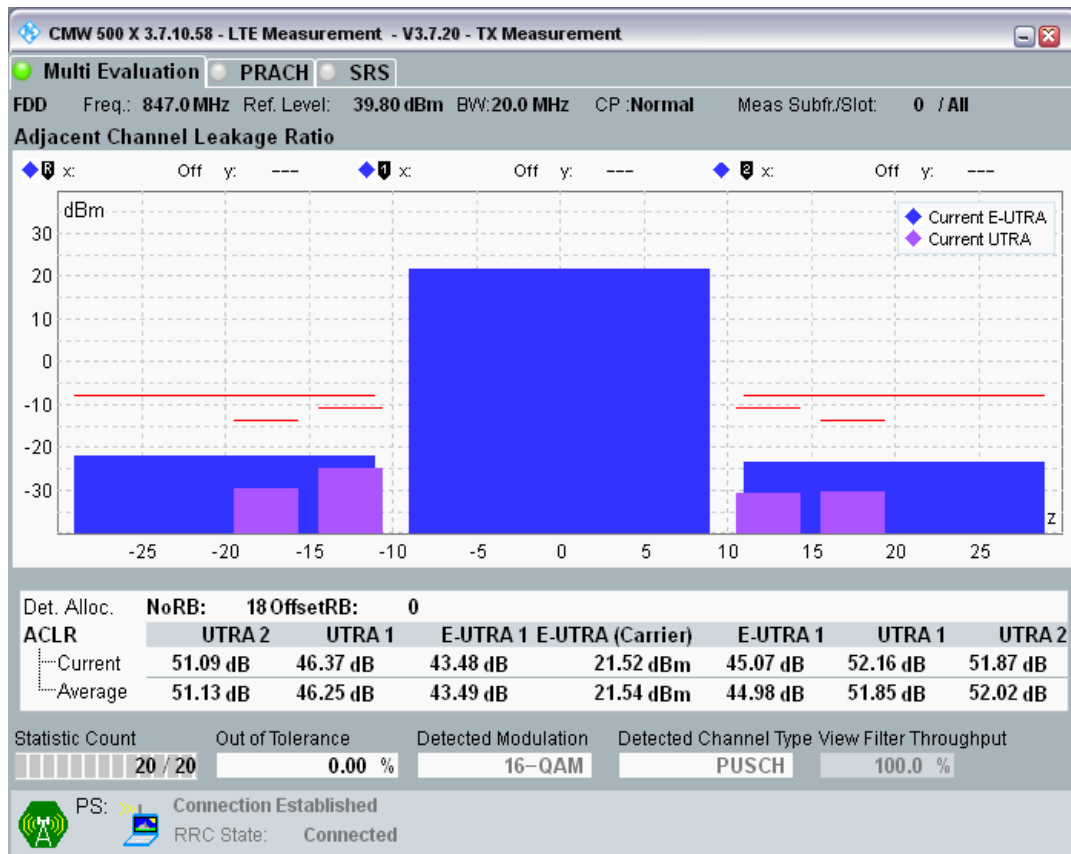 CMW 500 X 3.7.10.58 - LTE Measurement - V3.7.20 - TX Measurement
Multi Evaluation PRACH SRS
FDD Freq.: 847.0 MHz Ref. Level: 39.80 dBm BW:20.0 MHz CP :Normal Meas Subfr./Slot: 0 / All
Adjacent Channel Leakage Ratio
R x: Off y: --- 1 x: Off y: --- 2 x: Off y: ---
dBm
Current E-UTRA
Current UTRA
30
20
10
0
-10
-20
-30
z
-25 -20 -15 -10 -5 0 5 10 15 20 25
Det. Alloc. NoRB: 18 OffsetRB: 0
ACLR UTRA 2 UTRA 1 E-UTRA 1 E-UTRA (Carrier) E-UTRA 1 UTRA 1 UTRA 2
Current 51.09 dB 46.37 dB 43.48 dB 21.52 dBm 45.07 dB 52.16 dB 51.87 dB
Average 51.13 dB 46.25 dB 43.49 dB 21.54 dBm 44.98 dB 51.85 dB 52.02 dB
Statistic Count Out of Tolerance Detected Modulation Detected Channel Type View Filter Throughput
20 / 20 0.00 % 16-QAM PUSCH 100.0 %
PS: Connection Established
RRC State: Connected